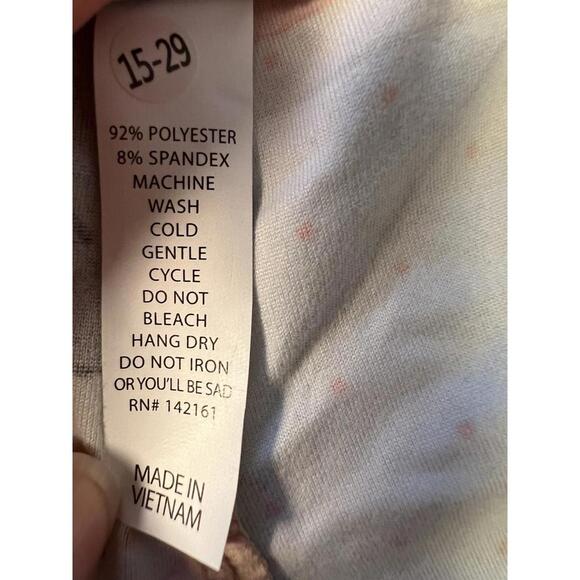 15-29
92% POLYESTER
8% SPANDEX
MACHINE
WASH
COLD
GENTLE
CYCLE
DO NOT
BLEACH
HANG DRY
DO NOT IRON
OR YOU'LL BE SAD
RN# 142161
MADE IN
VIETNAM